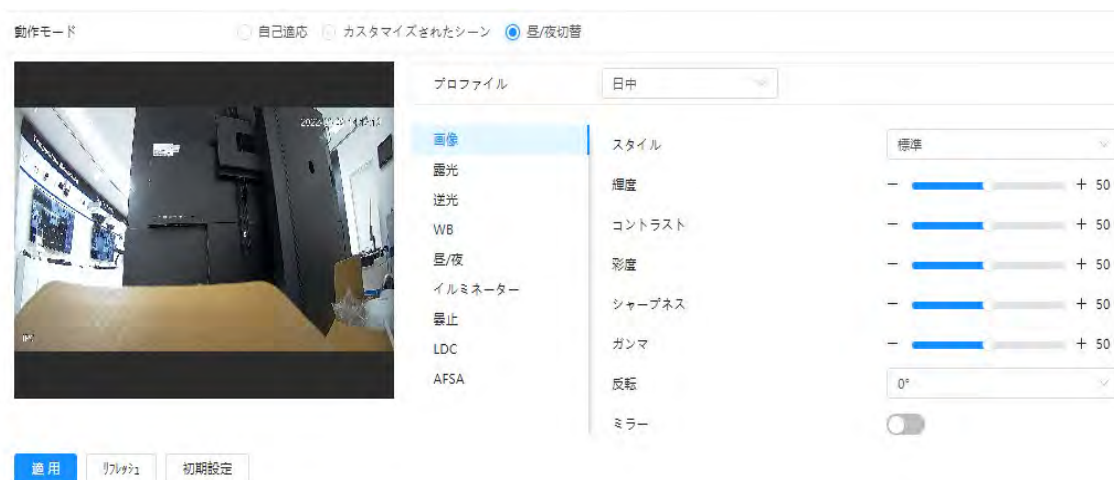 動作モード 自己適応 カスタマイズされたシーン 昼/夜切替
プロファイル 日中
画像
露光
逆光
WB
昼/夜
イルミネーター
曇止
LDC
AFSA
スタイル 標準
輝度 - + 50
コントラスト - + 50
彩度 - + 50
シャープネス - + 50
ガンマ - + 50
反転 0°
ミラー
適用 リフレッシュ 初期設定